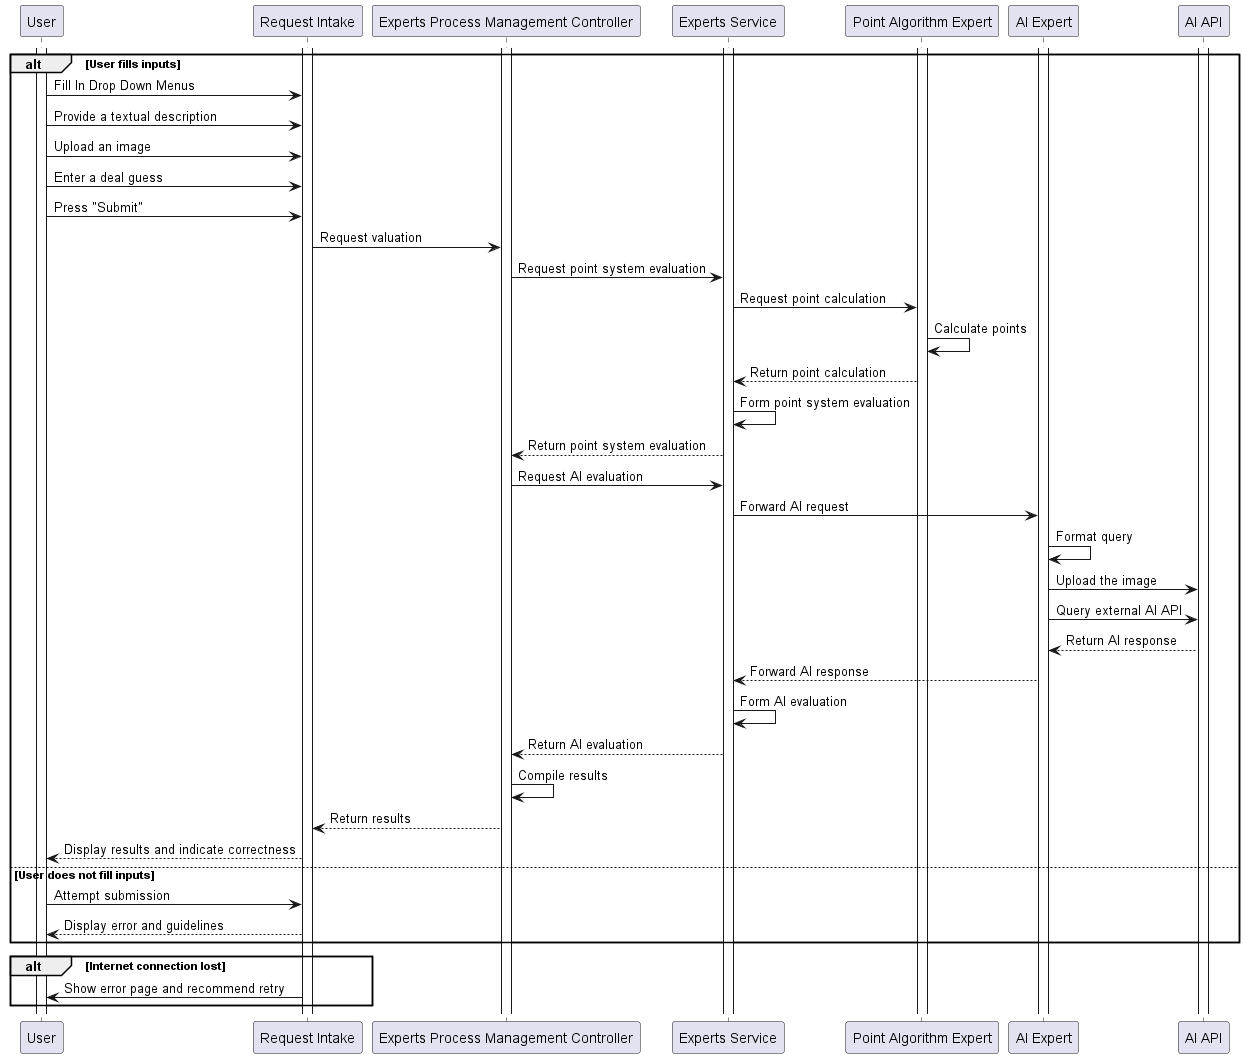 User
Request Intake
Experts Process Management Controller
Experts Service
Point Algorithm Expert
AI Expert
AI API
alt [User fills inputs]
Fill In Drop Down Menus
Provide a textual description
Upload an image
Enter a deal guess
Press "Submit"
Request valuation
Request point system evaluation
Request point calculation
Calculate points
Return point calculation
Form point system evaluation
Return point system evaluation
Request AI evaluation
Forward AI request
Format query
Upload the image
Query external AI API
Return AI response
Forward AI response
Form AI evaluation
Return AI evaluation
Compile results
Return results
Display results and indicate correctness
[User does not fill inputs]
Attempt submission
Display error and guidelines
alt [Internet connection lost]
Show error page and recommend retry
User
Request Intake
Experts Process Management Controller
Experts Service
Point Algorithm Expert
AI Expert
AI API